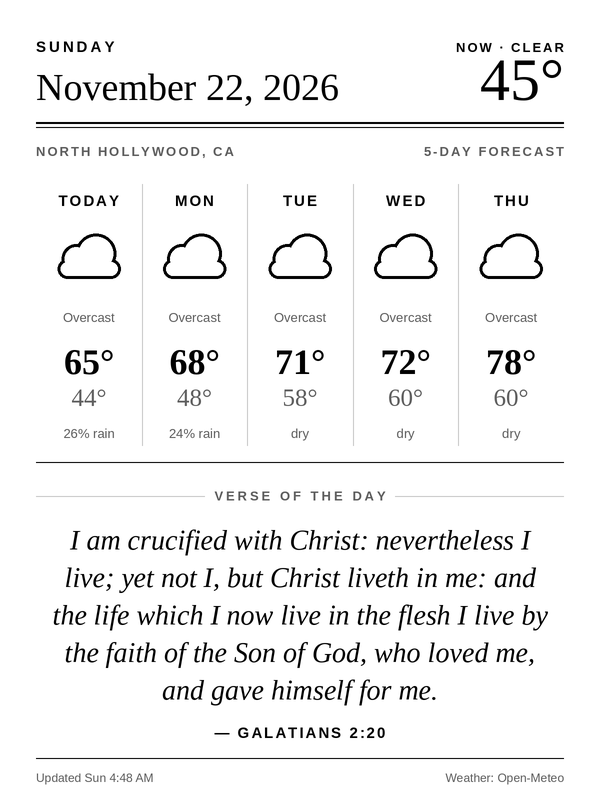 SUNDAY
NOW · CLEAR
November 22, 2026
45°
NORTH HOLLYWOOD, CA
5-DAY FORECAST
TODAY MON TUE WED THU
Overcast Overcast Overcast Overcast Overcast
65° 68° 71° 72° 78°
44° 48° 58° 60° 60°
26% rain 24% rain dry dry dry
VERSE OF THE DAY
I am crucified with Christ: nevertheless I
live; yet not I, but Christ liveth in me: and
the life which I now live in the flesh I live by
the faith of the Son of God, who loved me,
and gave himself for me.
— GALATIANS 2:20
Updated Sun 4:48 AM
Weather: Open-Meteo